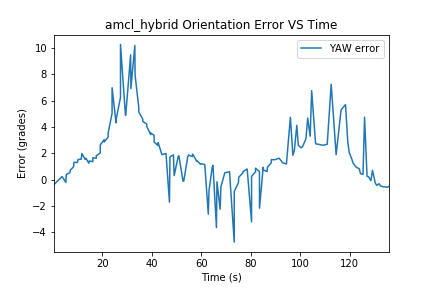 amcl_hybrid Orientation Error VS Time
YAW error
Error (grades)
10
8
6
4
2
0
−2
−4
20 40 60 80 100 120
Time (s)